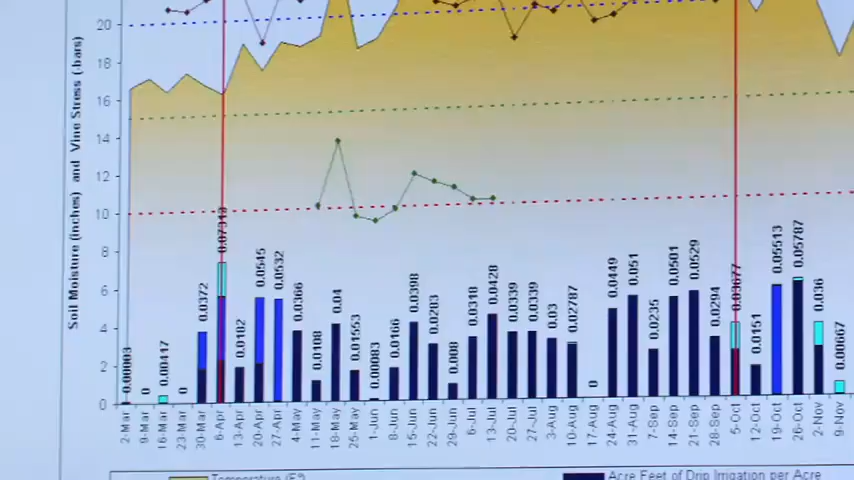 20
18
16
14
12
10
8
6
4
2
0
Soil Moisture (inches) and Vine Stress (-bars)
0.00083 0 0.00417 0 0.0372 0.07313 0.0182 0.0545 0.0532 0.0366 0.0108 0.04 0.01553 0.00083 0.0166 0.0398 0.0283 0.008 0.0318 0.0428 0.0339 0.0339 0.03 0.02787 0 0.0449 0.051 0.0235 0.0501 0.0529 0.0294 0.03677 0.0151 0.05513 0.05787 0.036 0.00667
2-Mar 9-Mar 16-Mar 23-Mar 30-Mar 6-Apr 13-Apr 20-Apr 27-Apr 4-May 11-May 18-May 25-May 1-Jun 8-Jun 15-Jun 22-Jun 29-Jun 6-Jul 13-Jul 20-Jul 27-Jul 3-Aug 10-Aug 17-Aug 24-Aug 31-Aug 7-Sep 14-Sep 21-Sep 28-Sep 5-Oct 12-Oct 19-Oct 26-Oct 2-Nov 9-Nov
Temperature (F°)
Acre Feet of Drip Irrigation per Acre